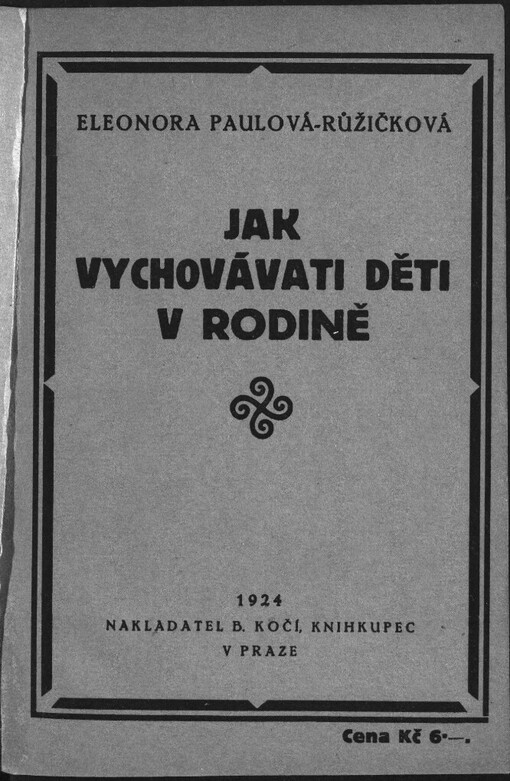 ELEONORA PAULOVÁ-RŮŽIČKOVÁ
JAK
VYCHOVÁVATI DĚTI
V RODINĚ
1924
NAKLADATEL B. KOČÍ, KNIHKUPEC
V PRAZE
Cena Kč 6·—.